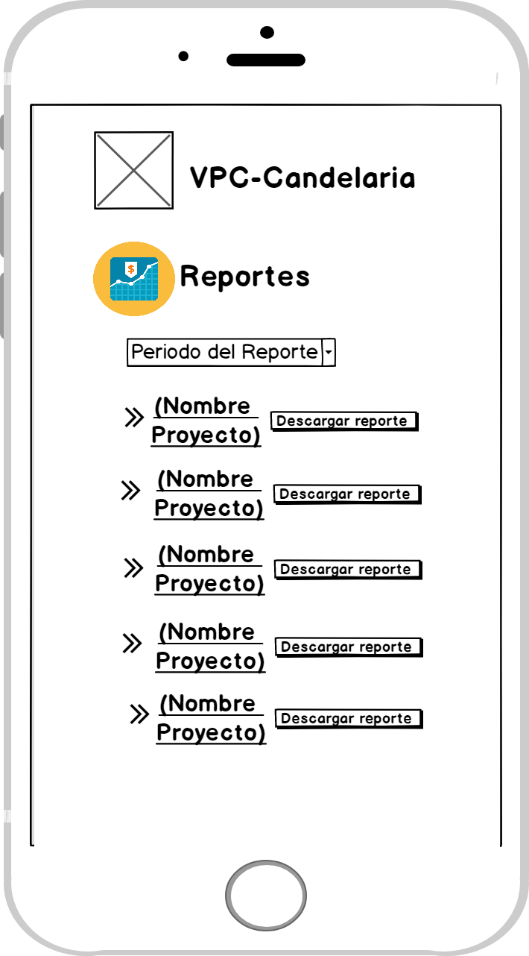 VPC-Candelaria
$
Reportes
Periodo del Reporte
(Nombre
Proyecto)
Descargar reporte
(Nombre
Proyecto)
Descargar reporte
(Nombre
Proyecto)
Descargar reporte
(Nombre
Proyecto)
Descargar reporte
(Nombre
Proyecto)
Descargar reporte